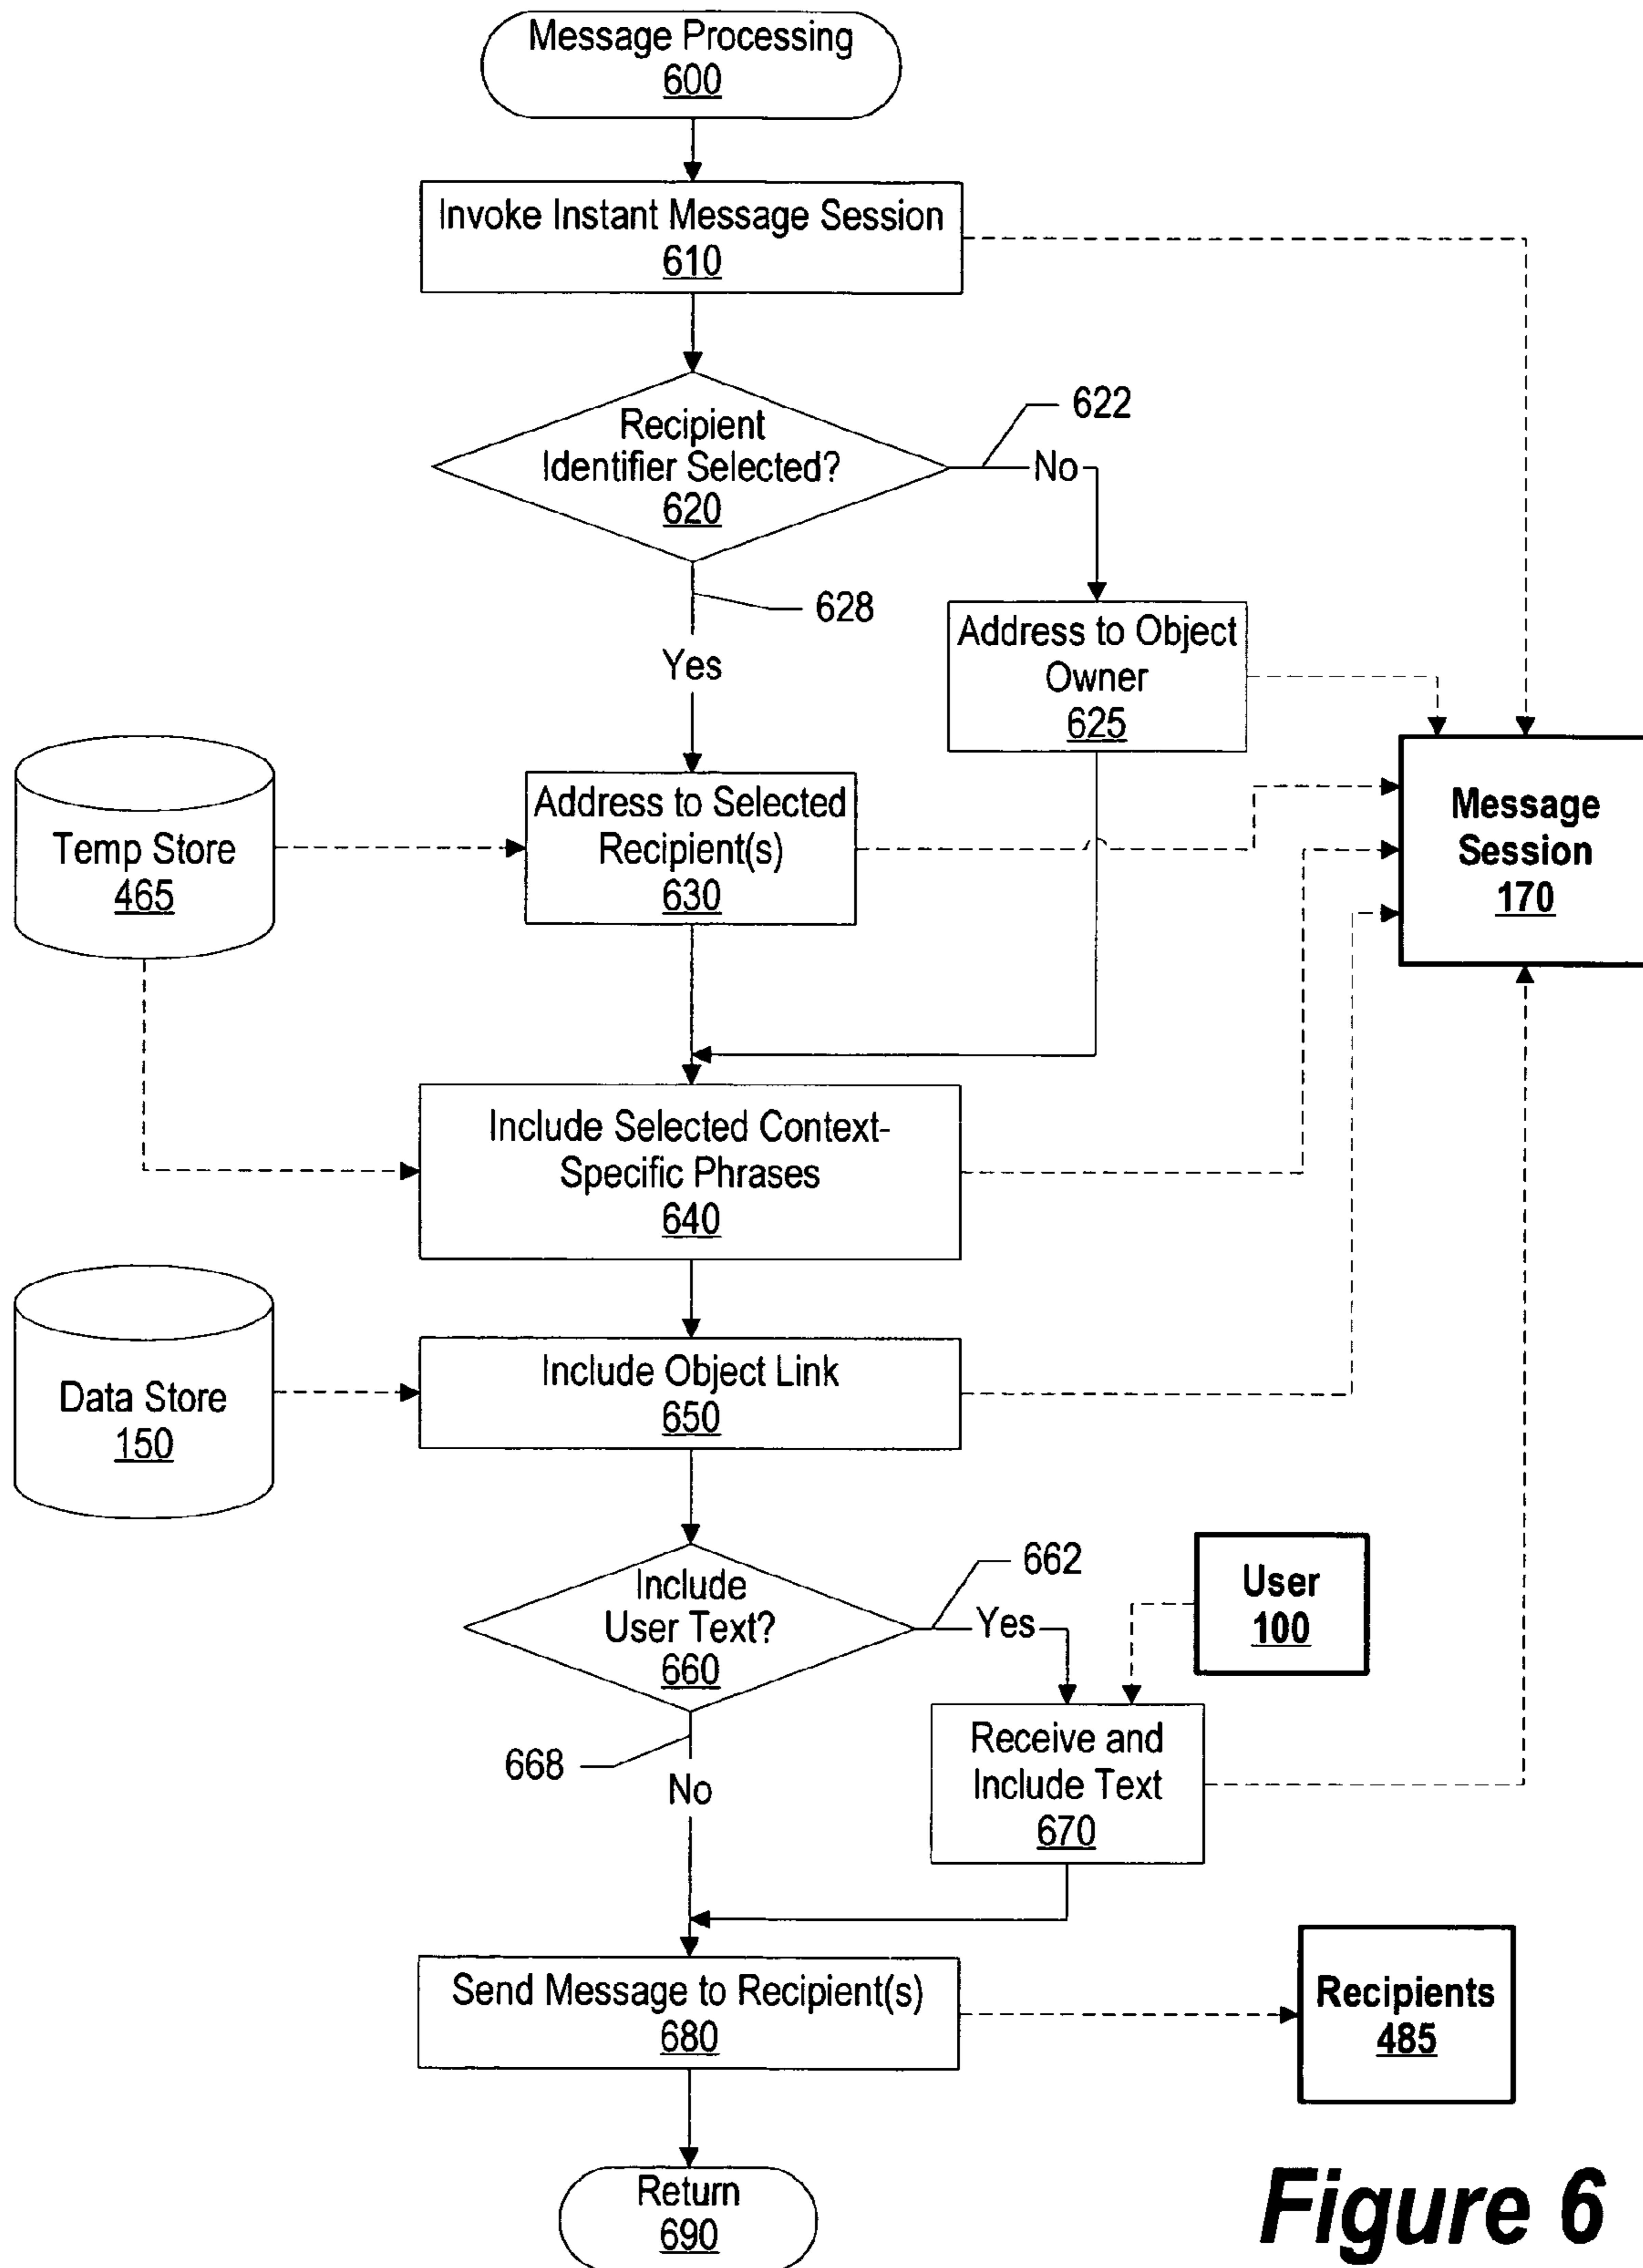 Message Processing
600
Invoke Instant Message Session
610
Recipient
Identifier Selected?
620
622
No
628
Yes
Address to Object
Owner
625
Temp Store
465
Address to Selected
Recipient(s)
630
Message
Session
170
Include Selected Context-
Specific Phrases
640
Data Store
150
Include Object Link
650
Include
User Text?
660
662
Yes
User
100
668
No
Receive and
Include Text
670
Send Message to Recipient(s)
680
Recipients
485
Return
690
Figure 6